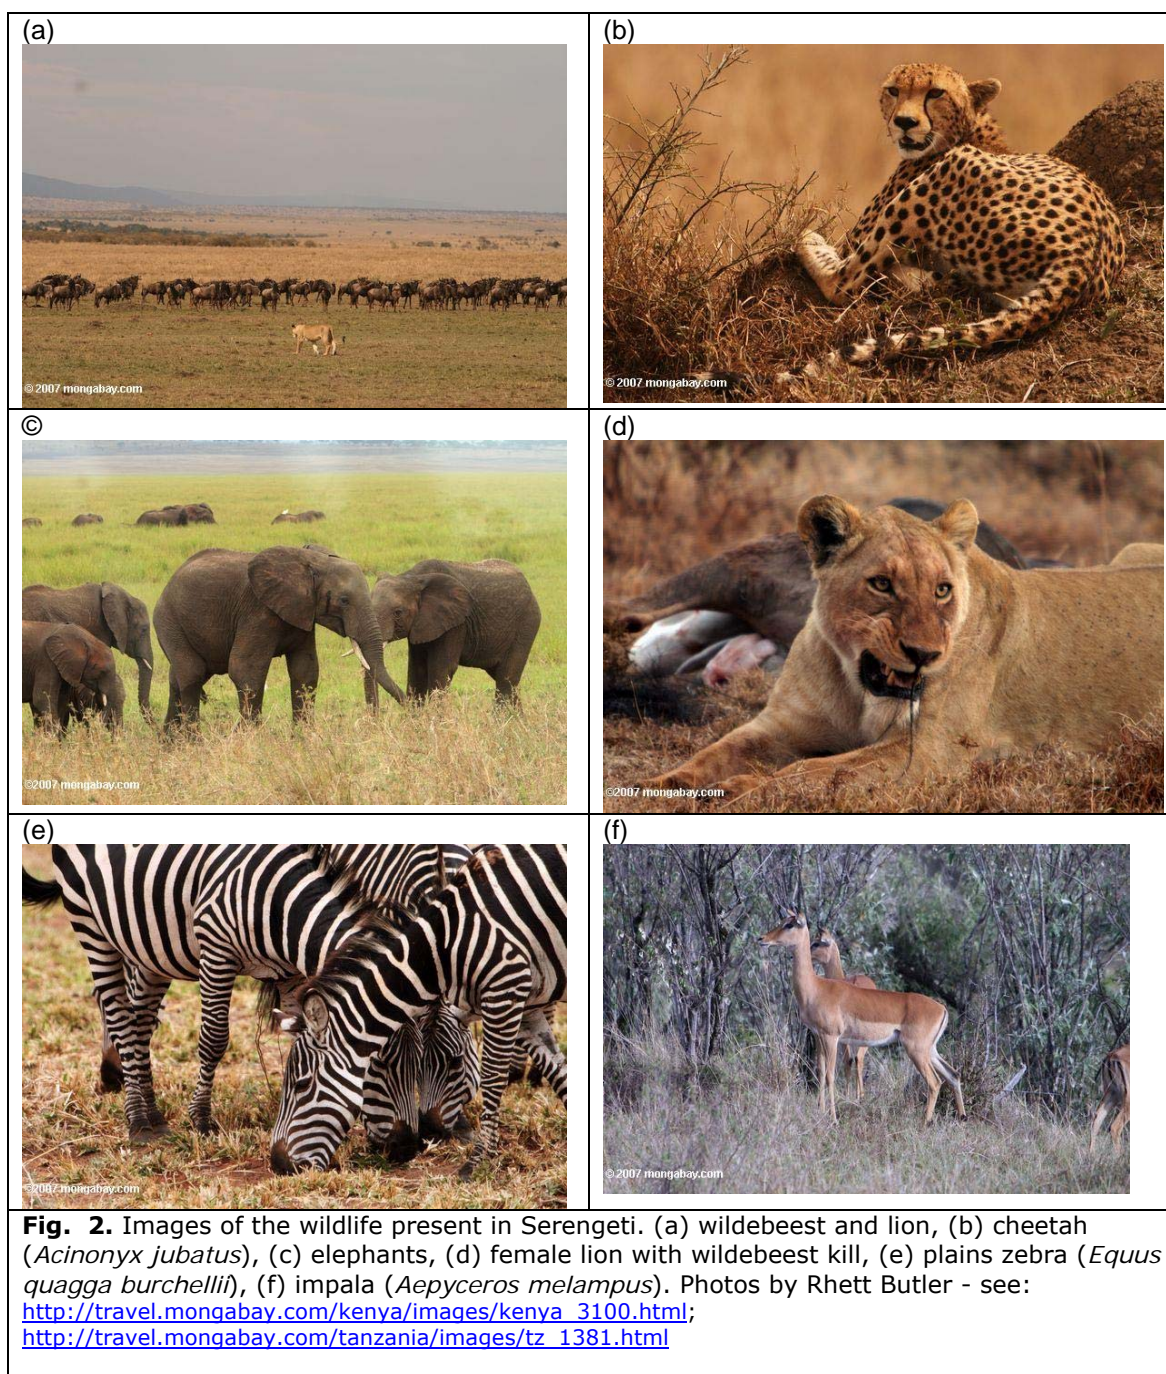 (a)
© 2007 mongabay.com
(b)
© 2007 mongabay.com
©
©2007 mongabay.com
(d)
©2007 mongabay.com
(e)
©2007 mongabay.com
(f)
© 2007 mongabay.com
Fig. 2. Images of the wildlife present in Serengeti. (a) wildebeest and lion, (b) cheetah
(Acinonyx jubatus), (c) elephants, (d) female lion with wildebeest kill, (e) plains zebra (Equus
quagga burchellii), (f) impala (Aepyceros melampus). Photos by Rhett Butler - see:
http://travel.mongabay.com/kenya/images/kenya_3100.html;
http://travel.mongabay.com/tanzania/images/tz_1381.html